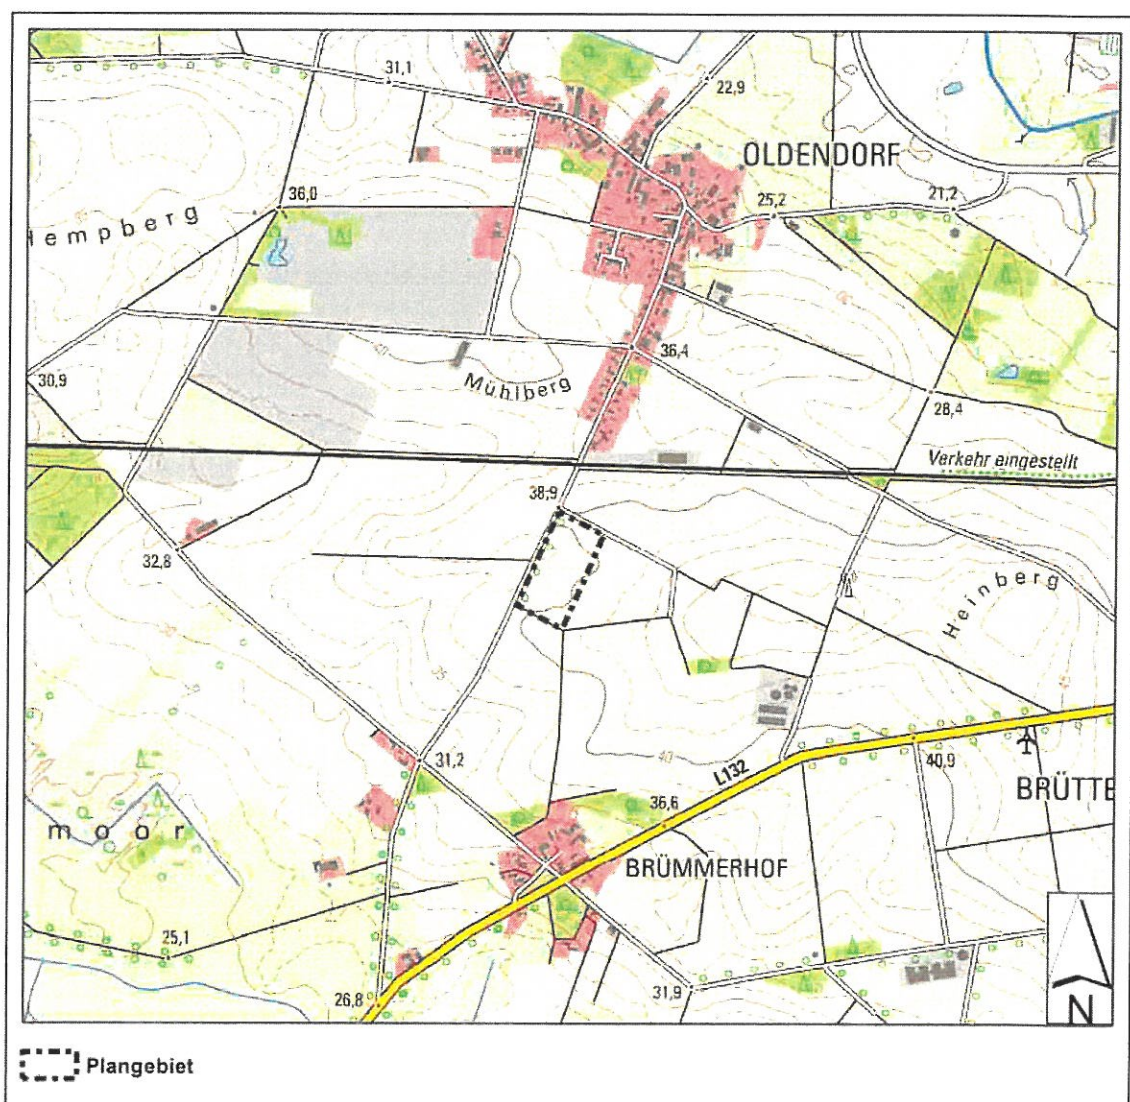 31,1
22,9
OLDENDORF
36,0
25,2
21,2
Hempberg
36,4
30,9
Mühlberg
28,4
Verkehr eingestellt
38,9
32,8
Heinberg
31,2
40,9
L132
BRÜTTE
36,6
moor
BRÜMMERHOF
25,1
31,9
26,8
N
Plangebiet